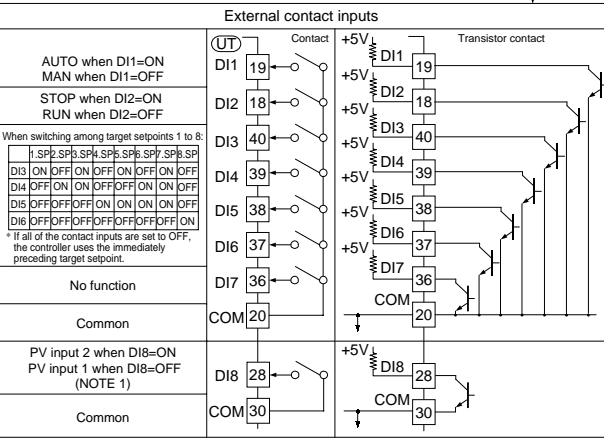 External contact inputs
AUTO when DI1=ON
MAN when DI1=OFF
STOP when DI2=ON
RUN when DI2=OFF
When switching among target setpoints 1 to 8:
1.SP 2.SP 3.SP 4.SP 5.SP 6.SP 7.SP 8.SP
DI3 ON OFF ON OFF ON OFF ON OFF
DI4 OFF ON ON OFF OFF ON ON OFF
DI5 OFF OFF OFF ON ON ON ON OFF
DI6 OFF OFF OFF OFF OFF OFF OFF ON
* If all of the contact inputs are set to OFF,
the controller uses the immediately
preceding target setpoint.
No function
Common
PV input 2 when DI8=ON
PV input 1 when DI8=OFF
(NOTE 1)
Common
UT Contact
DI1 19
DI2 18
DI3 40
DI4 39
DI5 38
DI6 37
DI7 36
COM 20
DI8 28
COM 30
+5V Transistor contact
DI1 19
+5V
DI2 18
+5V
DI3 40
+5V
DI4 39
+5V
DI5 38
+5V
DI6 37
+5V
DI7 36
COM 20
+5V
DI8 28
COM 30